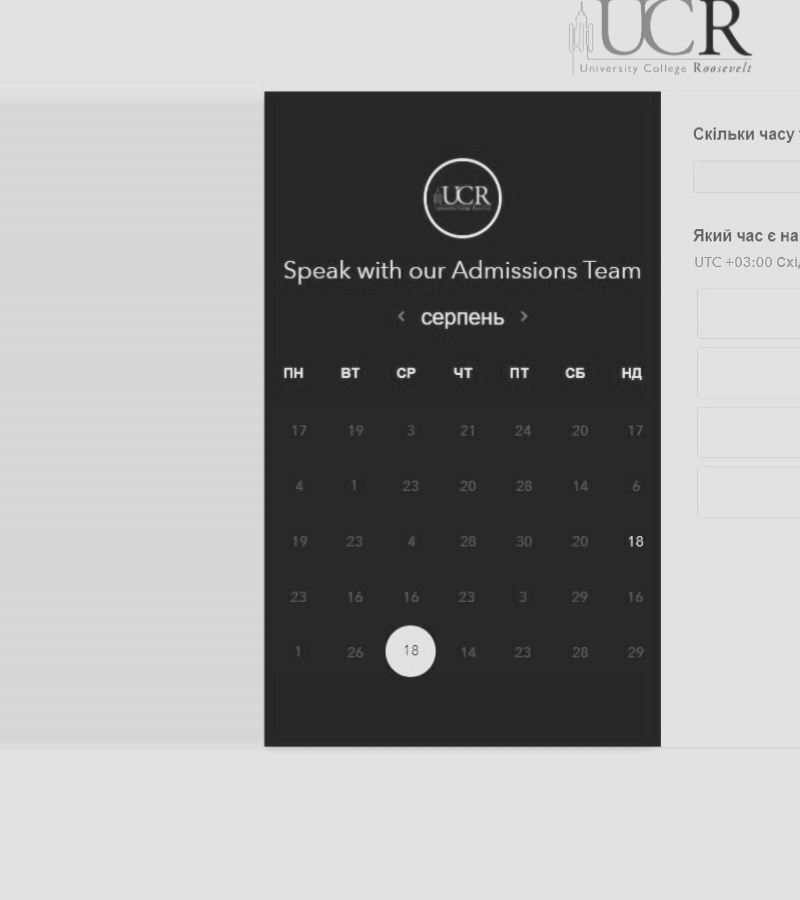 UCR
University College Roosevelt
UCR
Speak with our Admissions Team
< серпень >
ПН ВТ СР ЧТ ПТ СБ НД
17 19 3 21 24 20 17
4 1 23 20 28 14 6
19 23 4 28 30 20 18
23 16 16 23 3 29 16
1 26 18 14 23 28 29
Скільки часу
Який час є на
UTC +03:00 Схі